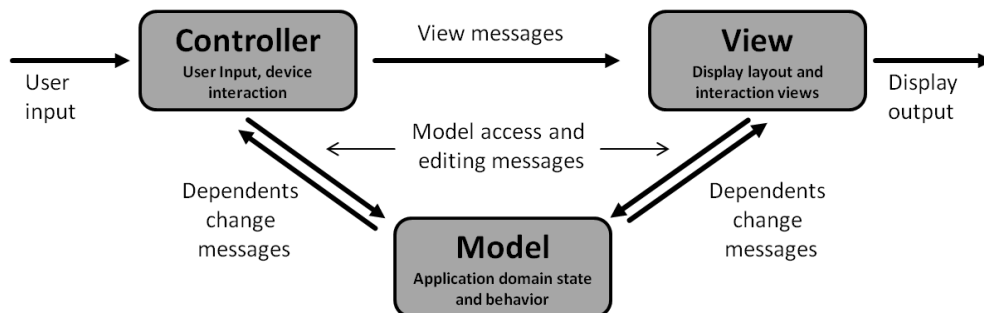 Controller
User Input, device
interaction
View messages
View
Display layout and
interaction views
User
input
Display
output
Model access and
editing messages
Dependents
change
messages
Dependents
change
messages
Model
Application domain state
and behavior